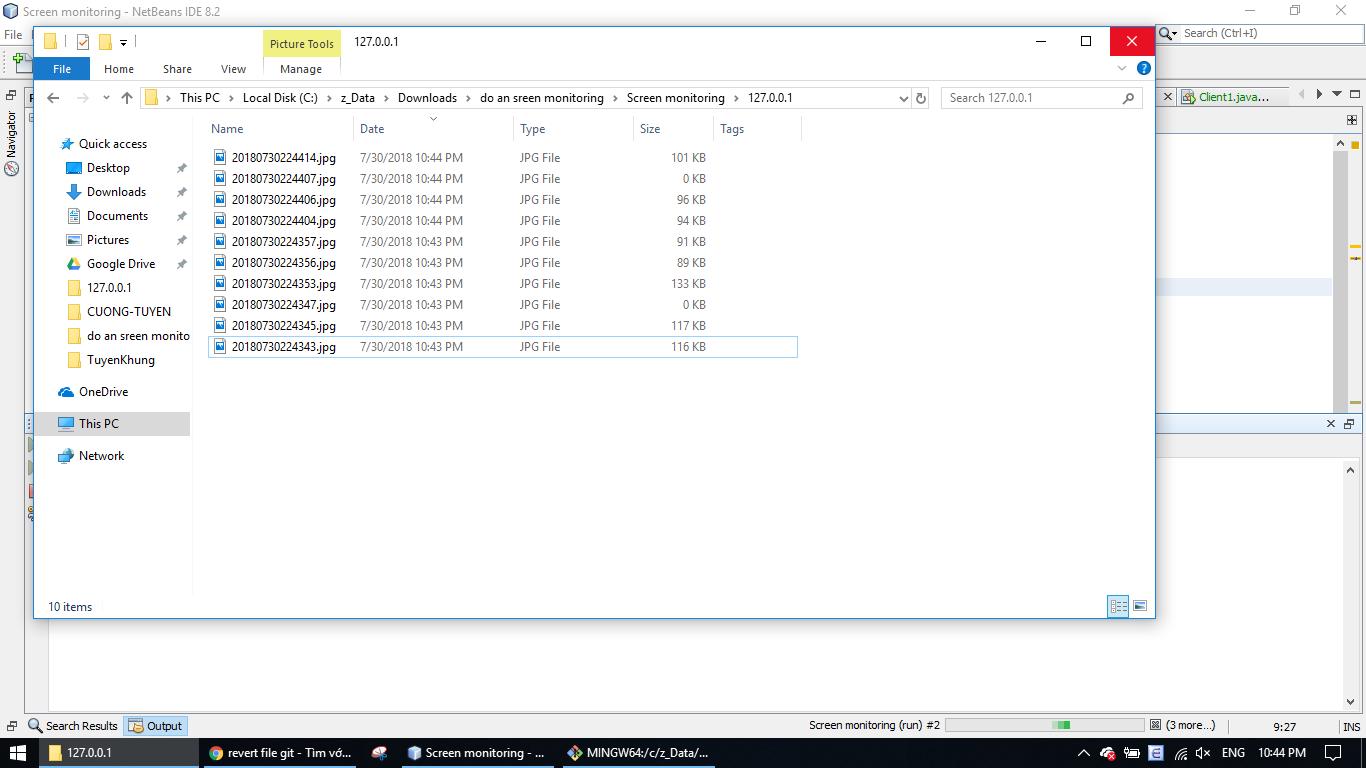 Screen monitoring - NetBeans IDE 8.2
File
Search (Ctrl+I)
Picture Tools
127.0.0.1
File Home Share View Manage
This PC Local Disk (C:) z_Data Downloads do an sreen monitoring Screen monitoring 127.0.0.1
Search 127.0.0.1
Client1.java...
Navigator
Name Date Type Size Tags
Quick access
Desktop
Downloads
Documents
Pictures
Google Drive
127.0.0.1
CUONG-TUYEN
do an sreen monito
TuyenKhung
OneDrive
This PC
Network
20180730224414.jpg 7/30/2018 10:44 PM JPG File 101 KB
20180730224407.jpg 7/30/2018 10:44 PM JPG File 0 KB
20180730224406.jpg 7/30/2018 10:44 PM JPG File 96 KB
20180730224404.jpg 7/30/2018 10:44 PM JPG File 94 KB
20180730224357.jpg 7/30/2018 10:43 PM JPG File 91 KB
20180730224356.jpg 7/30/2018 10:43 PM JPG File 89 KB
20180730224353.jpg 7/30/2018 10:43 PM JPG File 133 KB
20180730224347.jpg 7/30/2018 10:43 PM JPG File 0 KB
20180730224345.jpg 7/30/2018 10:43 PM JPG File 117 KB
20180730224343.jpg 7/30/2018 10:43 PM JPG File 116 KB
10 items
Search Results Output
Screen monitoring (run) #2 (3 more...) 9:27 INS
127.0.0.1 revert file git - Tìm vớ... Screen monitoring - ... MINGW64:/c/z_Data/... ENG 10:44 PM